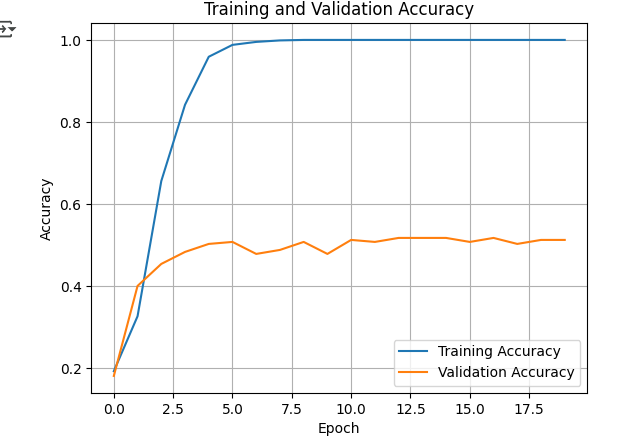 Training and Validation Accuracy
1.0
0.8
0.6
0.4
0.2
Accuracy
Training Accuracy
Validation Accuracy
0.0 2.5 5.0 7.5 10.0 12.5 15.0 17.5
Epoch